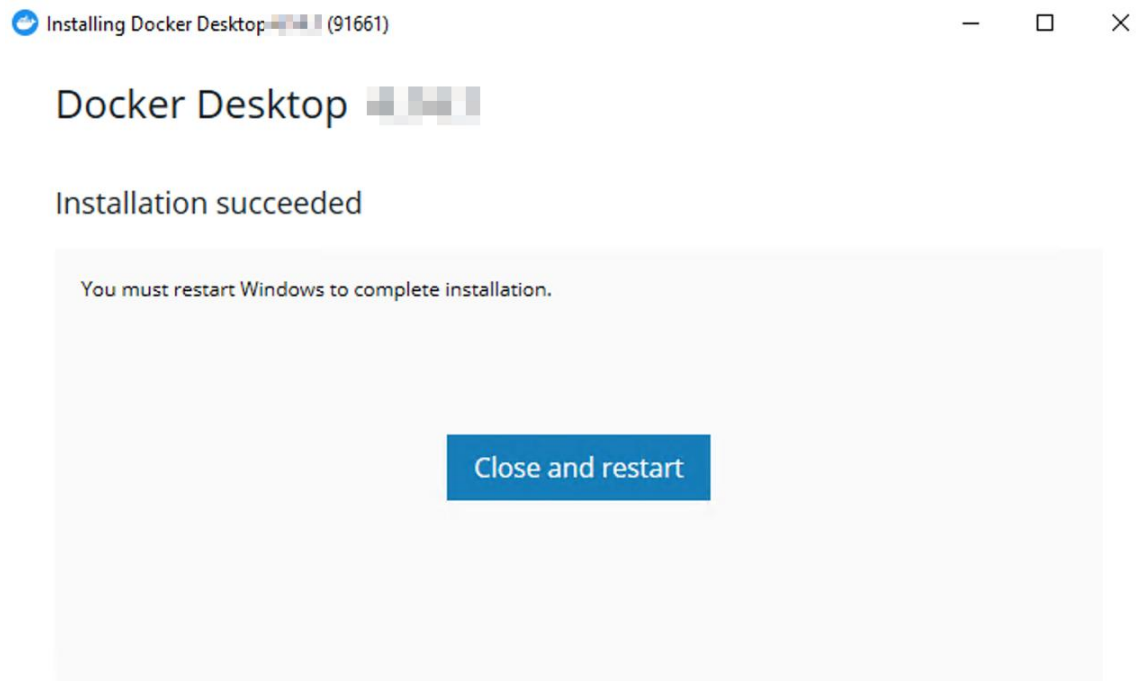 Installing Docker Desktop (91661)
Docker Desktop
Installation succeeded
You must restart Windows to complete installation.
Close and restart